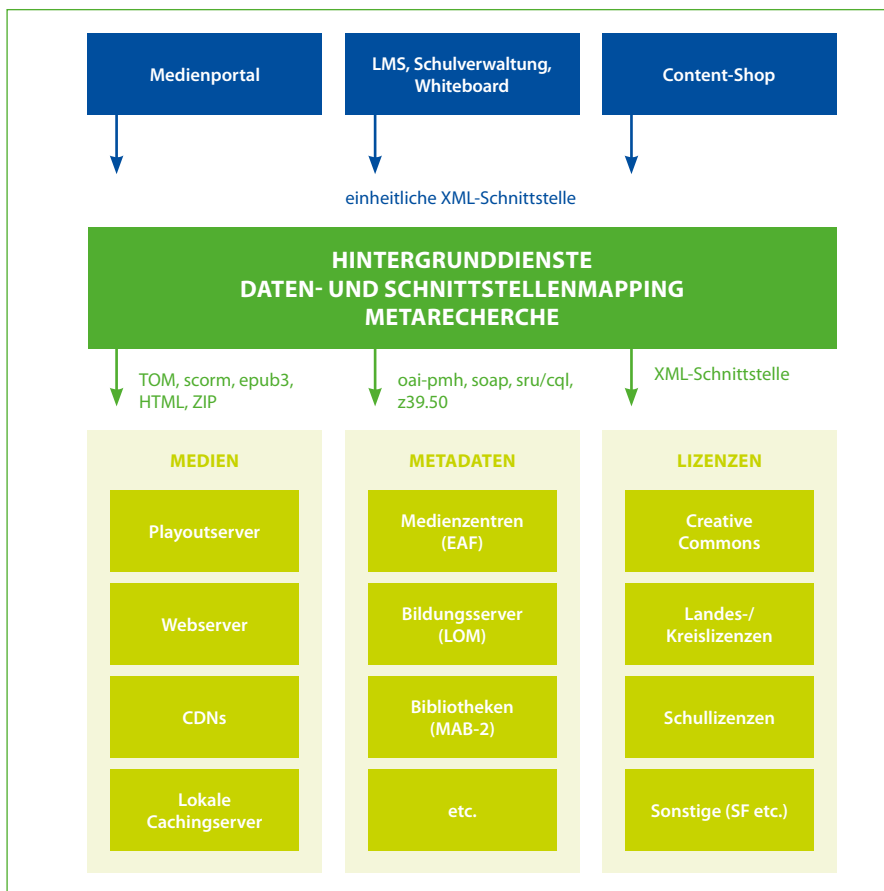 Medienportal
LMS, Schulverwaltung,
Whiteboard
Content-Shop
einheitliche XML-Schnittstelle
HINTERGRUNDDIENSTE
DATEN- UND SCHNITTSTELLENMAPPING
METARECHERCHE
TOM, scorm, epub3,
HTML, ZIP
oai-pmh, soap, sru/cql,
z39.50
XML-Schnittstelle
MEDIEN
Playoutserver
Webserver
CDNs
Lokale
Cachingserver
METADATEN
Medienzentren
(EAF)
Bildungsserver
(LOM)
Bibliotheken
(MAB-2)
etc.
LIZENZEN
Creative
Commons
Landes-/
Kreislizenzen
Schullizenzen
Sonstige (SF etc.)